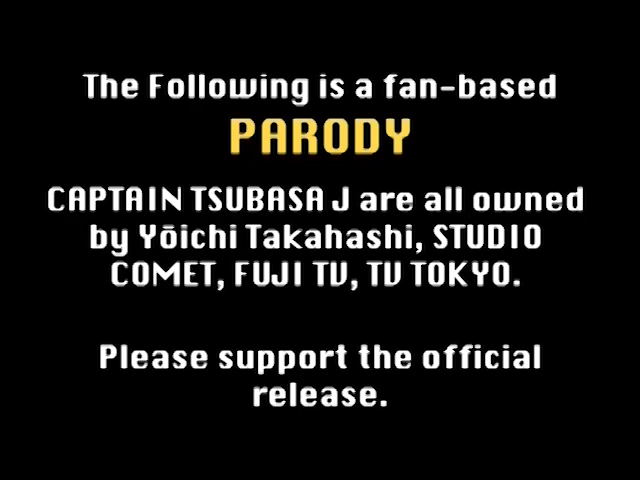 The Following is a fan-based
PARODY
CAPTAIN TSUBASA J are all owned
by Yōichi Takahashi, STUDIO
COMET, FUJI TV, TV TOKYO.
Please support the official
release.